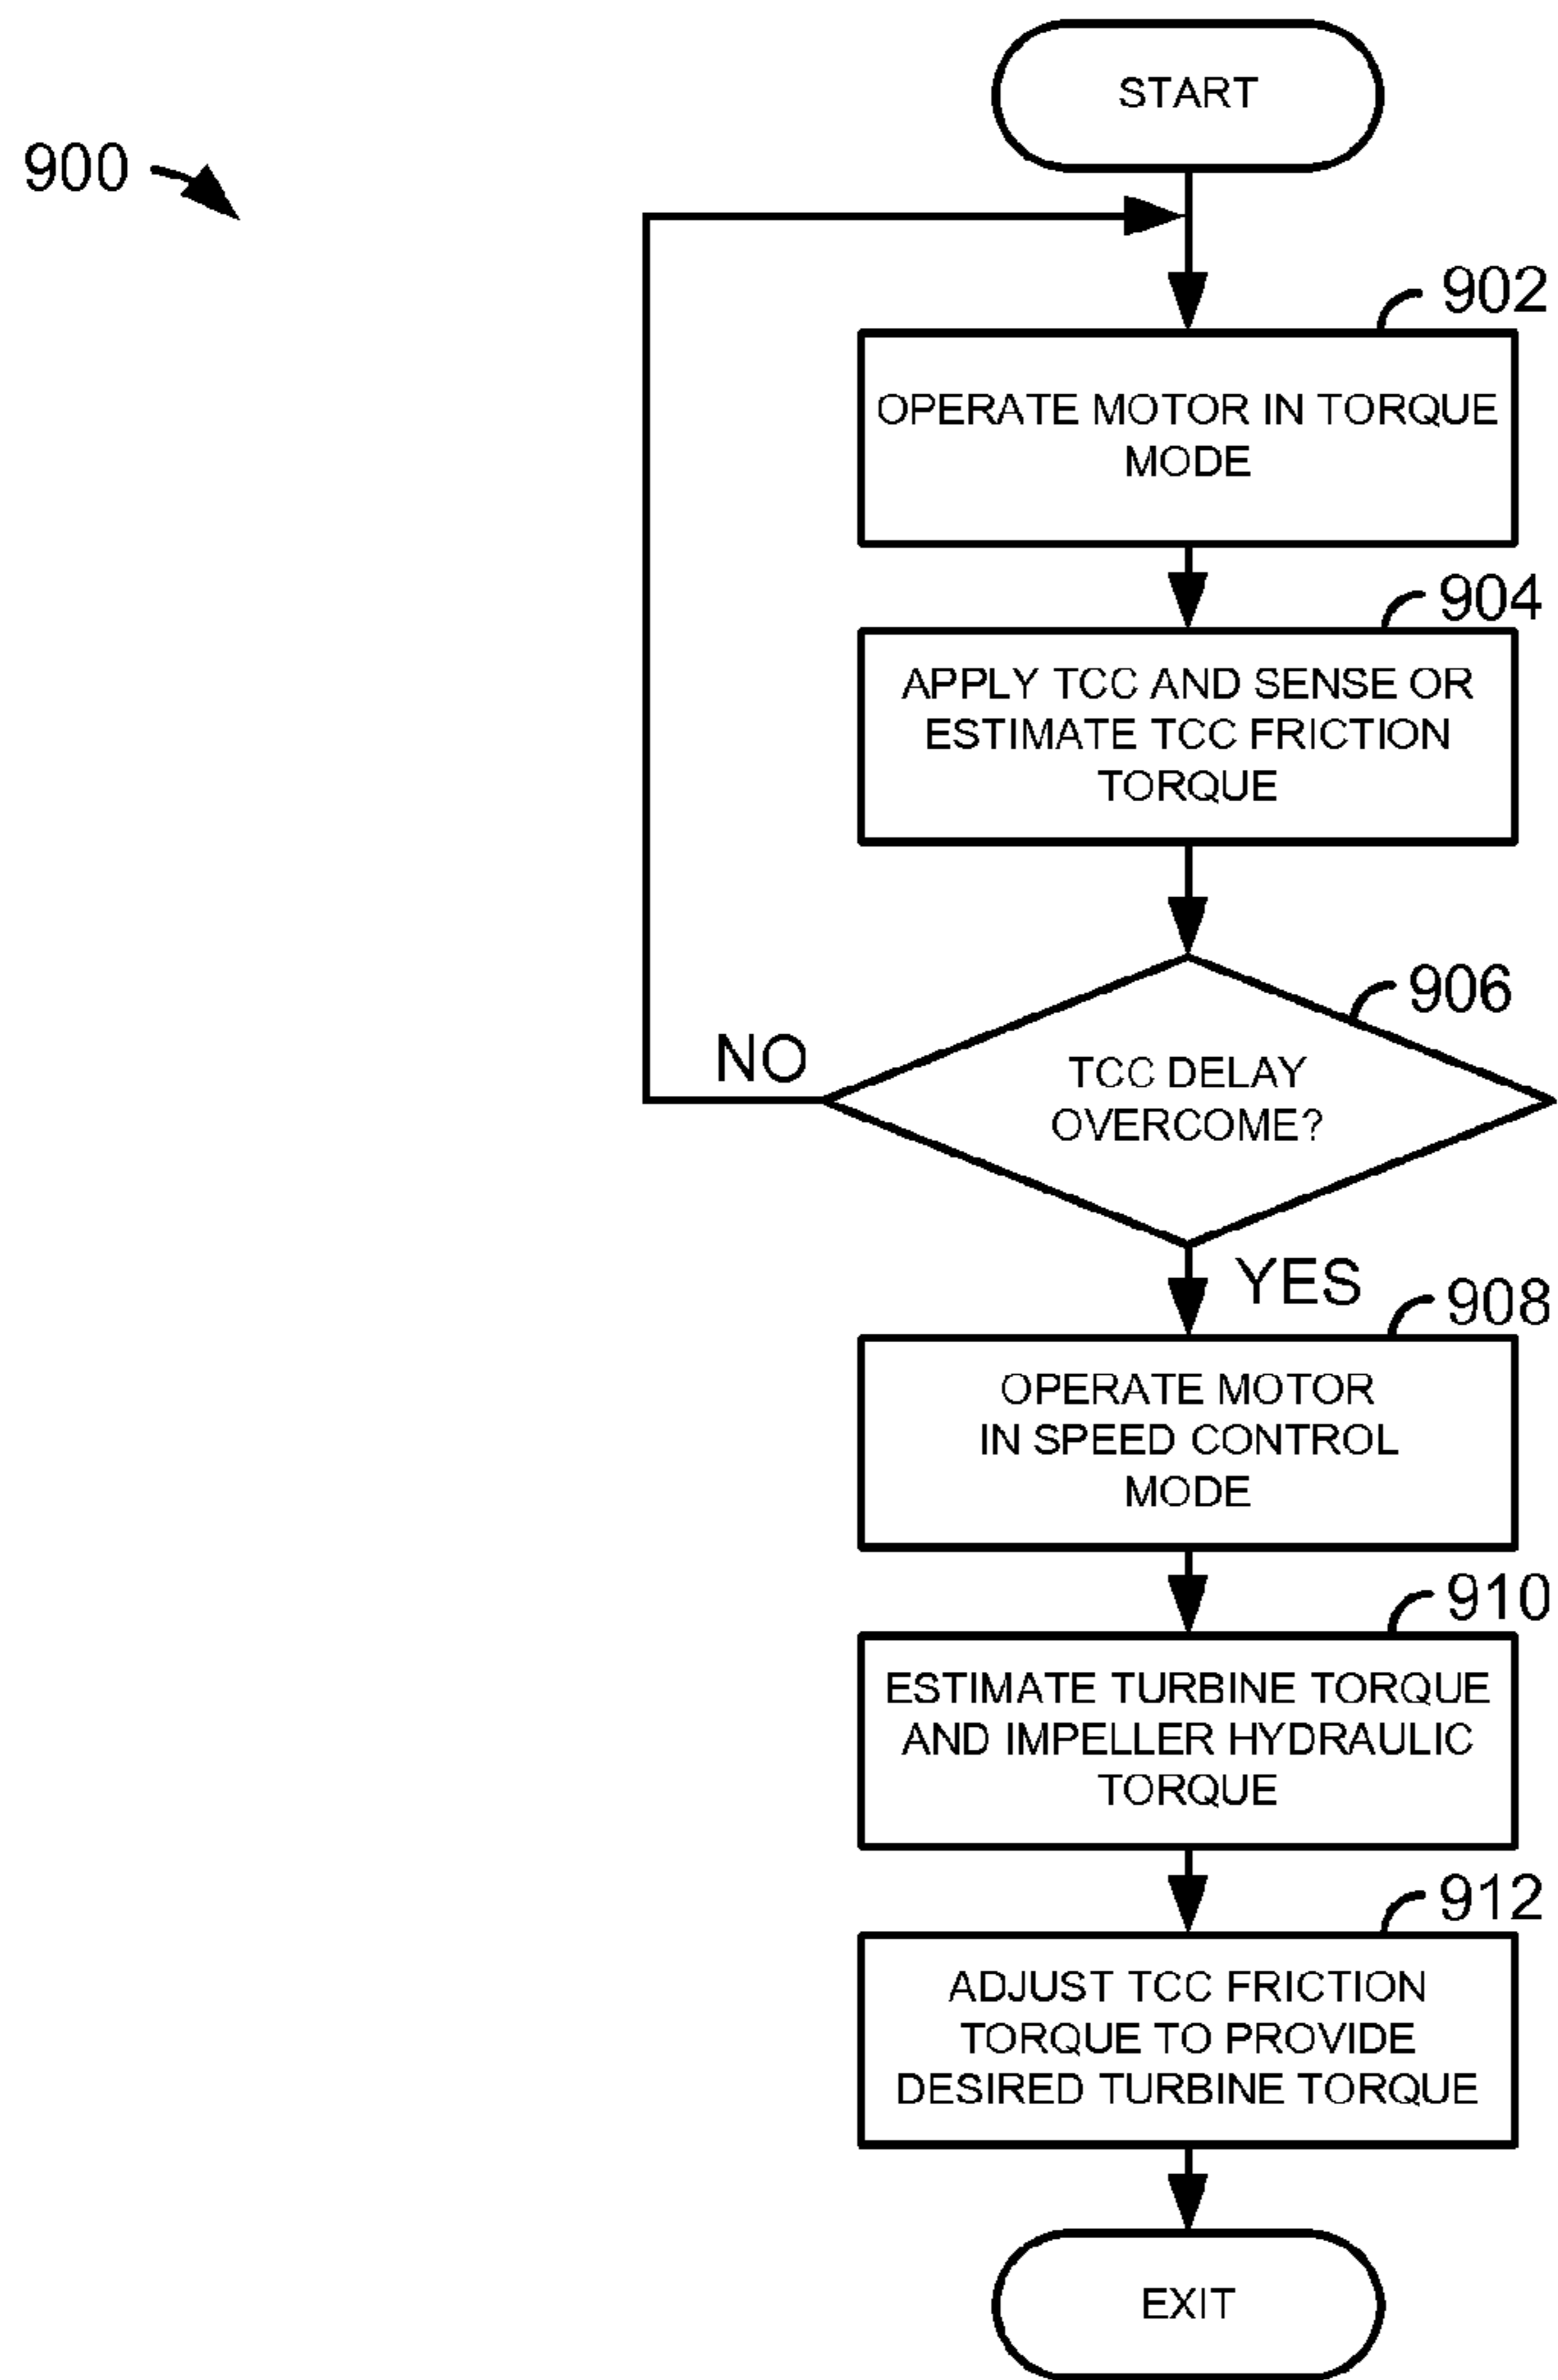 START
900
902
OPERATE MOTOR IN TORQUE
MODE
904
APPLY TCC AND SENSE OR
ESTIMATE TCC FRICTION
TORQUE
906
NO
TCC DELAY
OVERCOME?
YES
908
OPERATE MOTOR
IN SPEED CONTROL
MODE
910
ESTIMATE TURBINE TORQUE
AND IMPELLER HYDRAULIC
TORQUE
912
ADJUST TCC FRICTION
TORQUE TO PROVIDE
DESIRED TURBINE TORQUE
EXIT